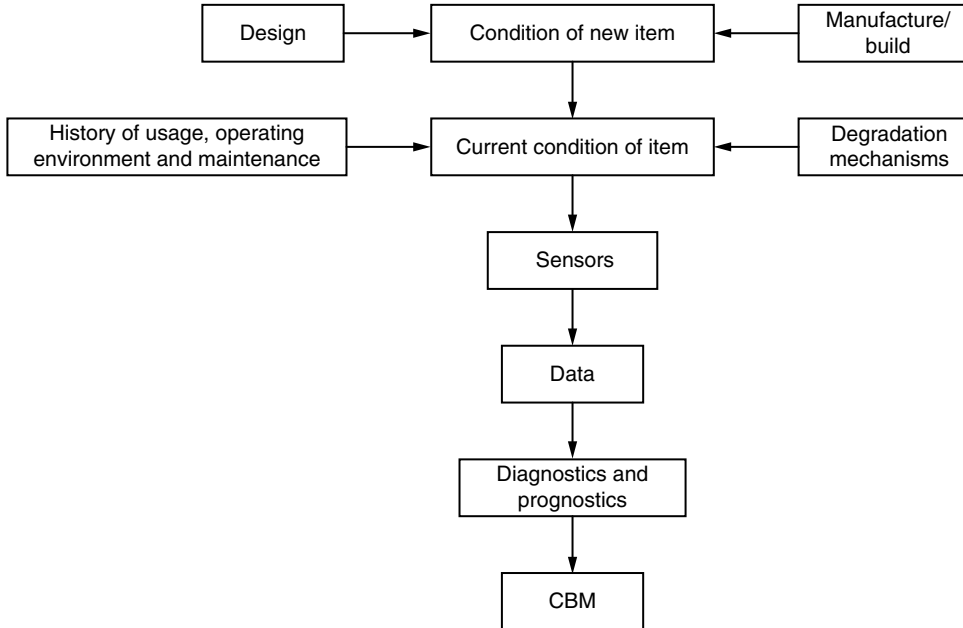 Design
Condition of new item
Manufacture/
build
History of usage, operating
environment and maintenance
Current condition of item
Degradation
mechanisms
Sensors
Data
Diagnostics and
prognostics
CBM